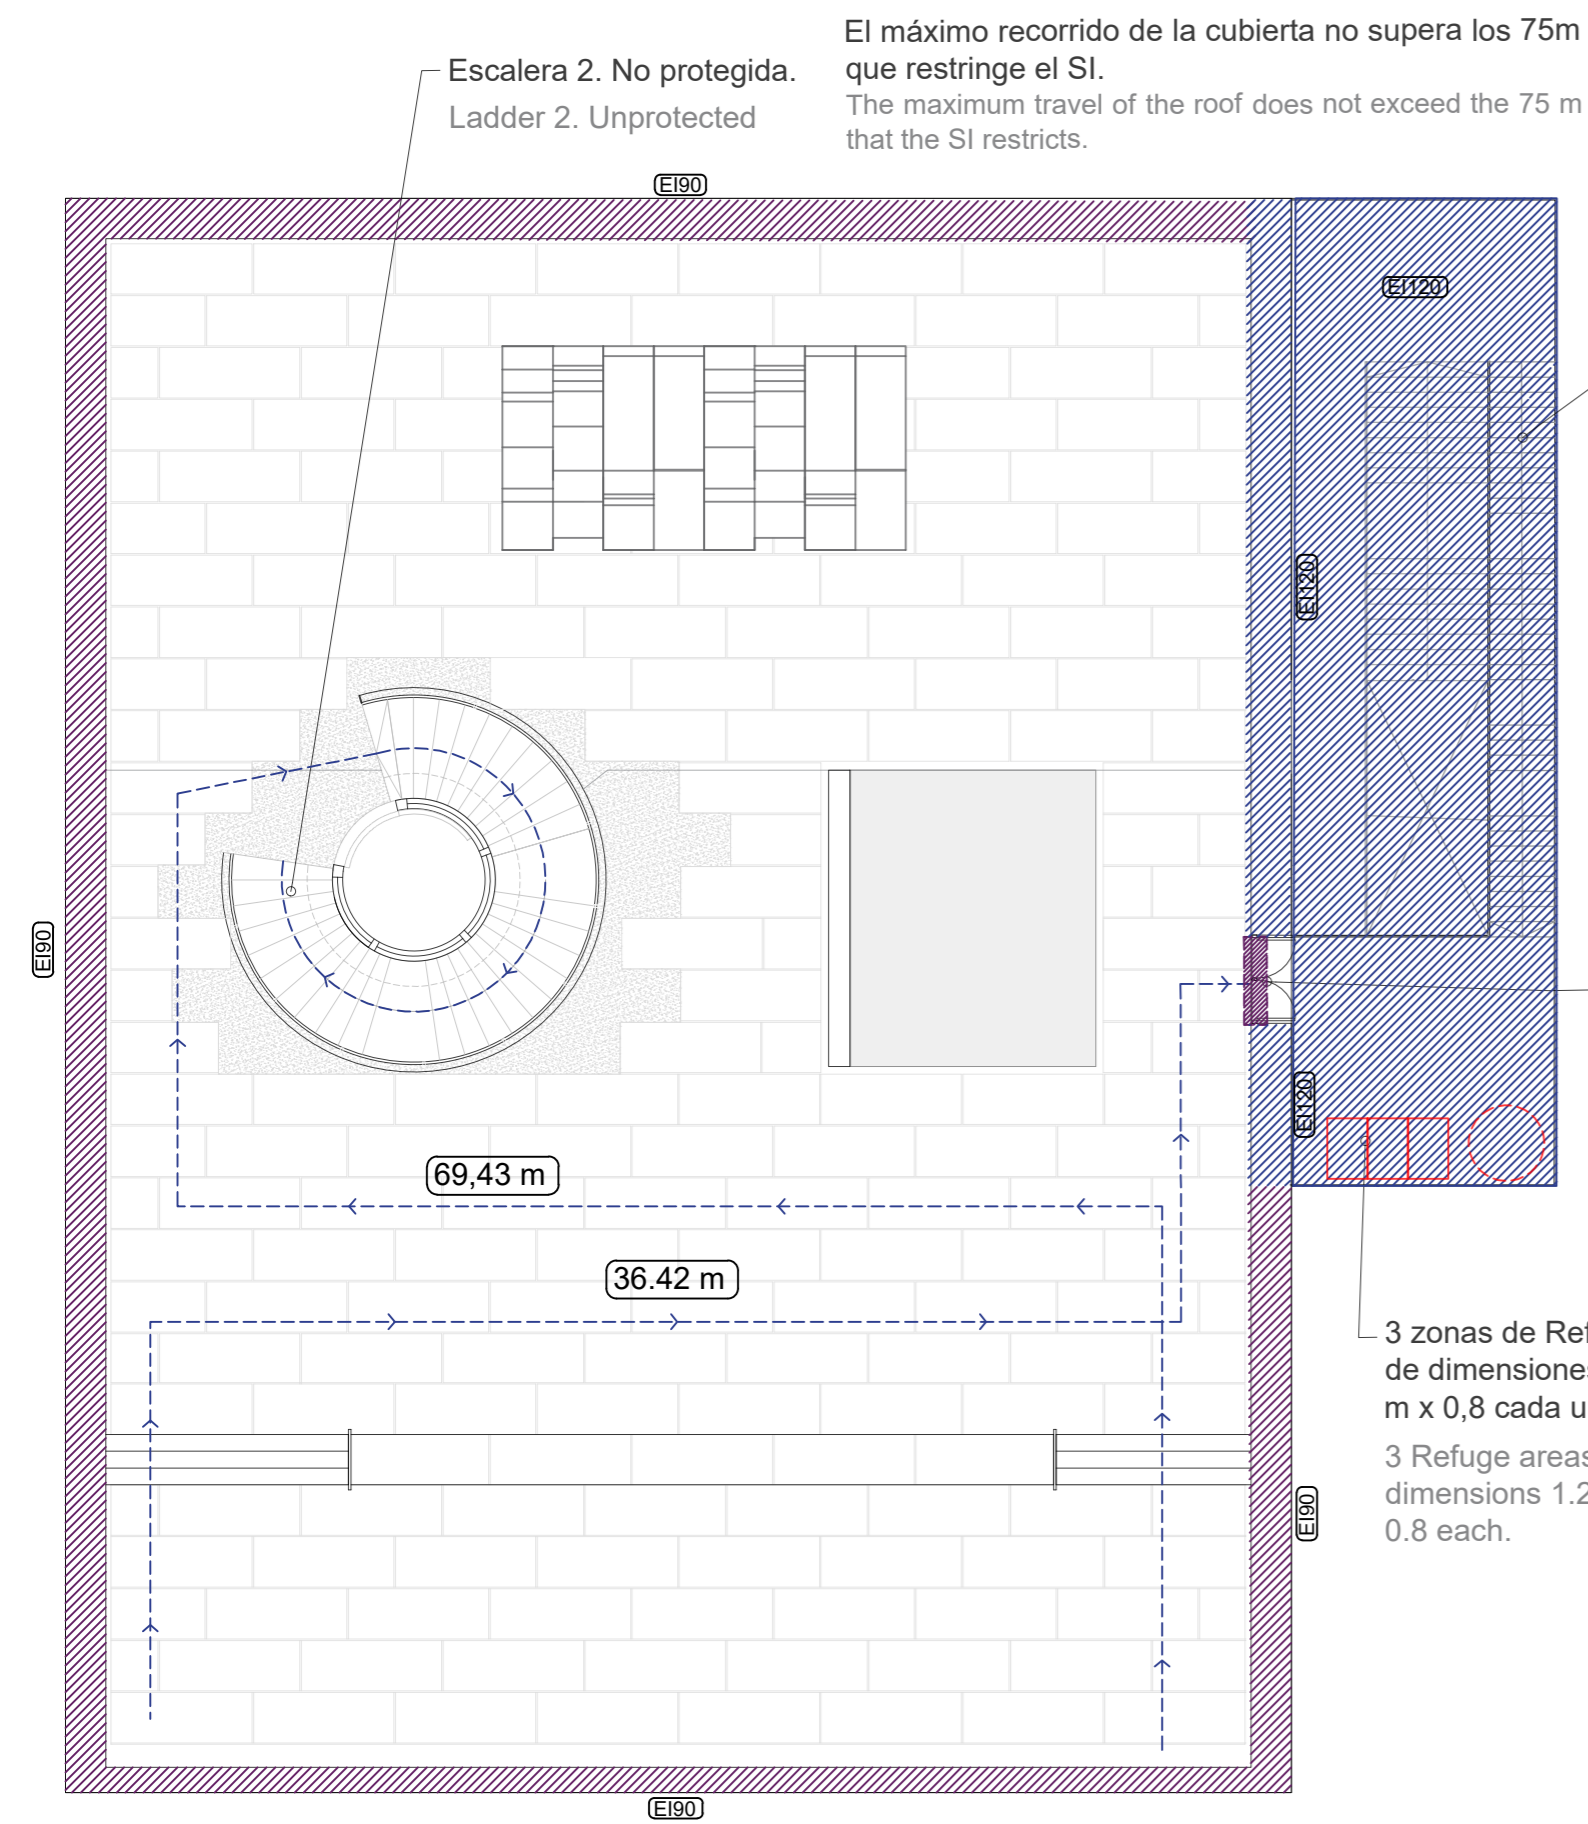 El máximo recorrido de la cubierta no supera los 75m
que restringe el SI.
The maximum travel of the roof does not exceed the 75 m
that the SI restricts.
Escalera 2. No protegida.
Ladder 2. Unprotected
EI90
EI120
EI120
EI90
EI120
69,43 m
36.42 m
3 zonas de Ref
de dimensiones
m x 0,8 cada u
3 Refuge areas
dimensions 1.2
0.8 each.
EI90
EI90